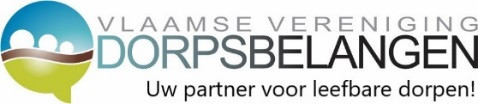 VLAAMSE VERENIGING
DORPSBELANGEN
Uw partner voor leefbare dorpen!